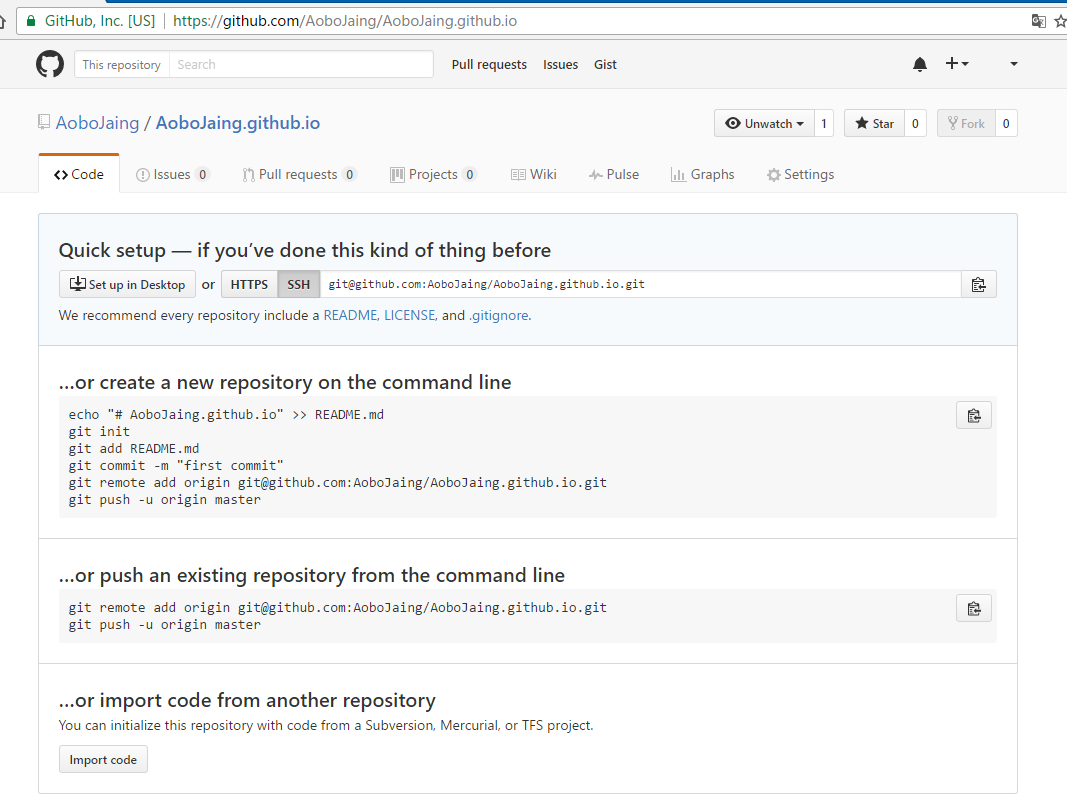 GitHub, Inc. [US] | https://github.com/AoboJaing/AoboJaing.github.io
This repository Search Pull requests Issues Gist
AoboJaing / AoboJaing.github.io Unwatch 1 Star 0 Fork 0
Code Issues 0 Pull requests 0 Projects 0 Wiki Pulse Graphs Settings
Quick setup — if you’ve done this kind of thing before
Set up in Desktop or HTTPS SSH git@github.com:AoboJaing/AoboJaing.github.io.git
We recommend every repository include a README, LICENSE, and .gitignore.
…or create a new repository on the command line
echo "# AoboJaing.github.io" >> README.md
git init
git add README.md
git commit -m "first commit"
git remote add origin git@github.com:AoboJaing/AoboJaing.github.io.git
git push -u origin master
…or push an existing repository from the command line
git remote add origin git@github.com:AoboJaing/AoboJaing.github.io.git
git push -u origin master
…or import code from another repository
You can initialize this repository with code from a Subversion, Mercurial, or TFS project.
Import code